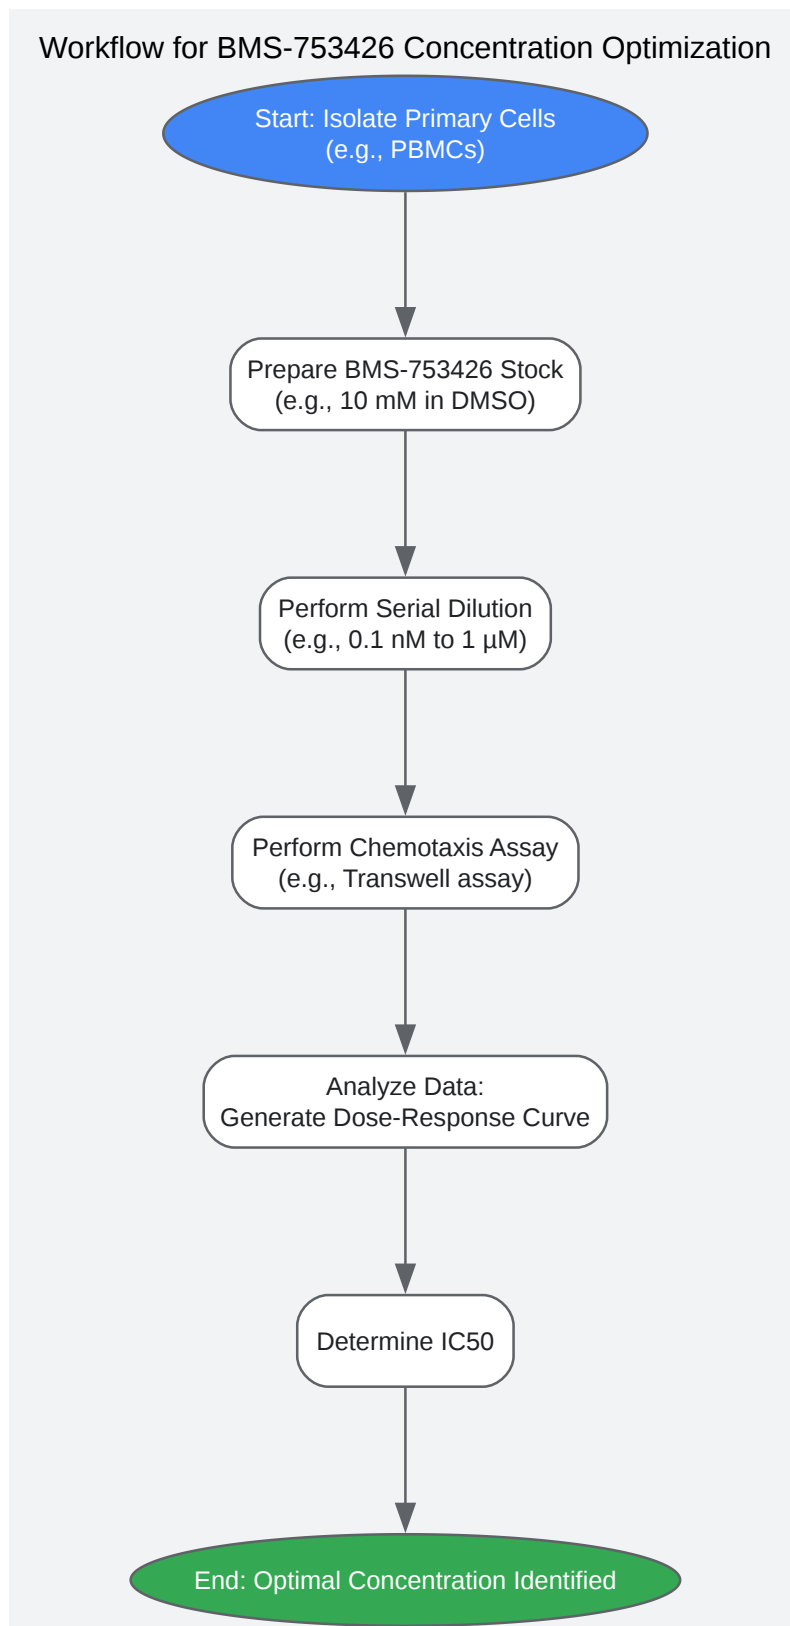 Workflow for BMS-753426 Concentration Optimization
Start: Isolate Primary Cells
(e.g., PBMCs)
Prepare BMS-753426 Stock
(e.g., 10 mM in DMSO)
Perform Serial Dilution
(e.g., 0.1 nM to 1 µM)
Perform Chemotaxis Assay
(e.g., Transwell assay)
Analyze Data:
Generate Dose-Response Curve
Determine IC50
End: Optimal Concentration Identified